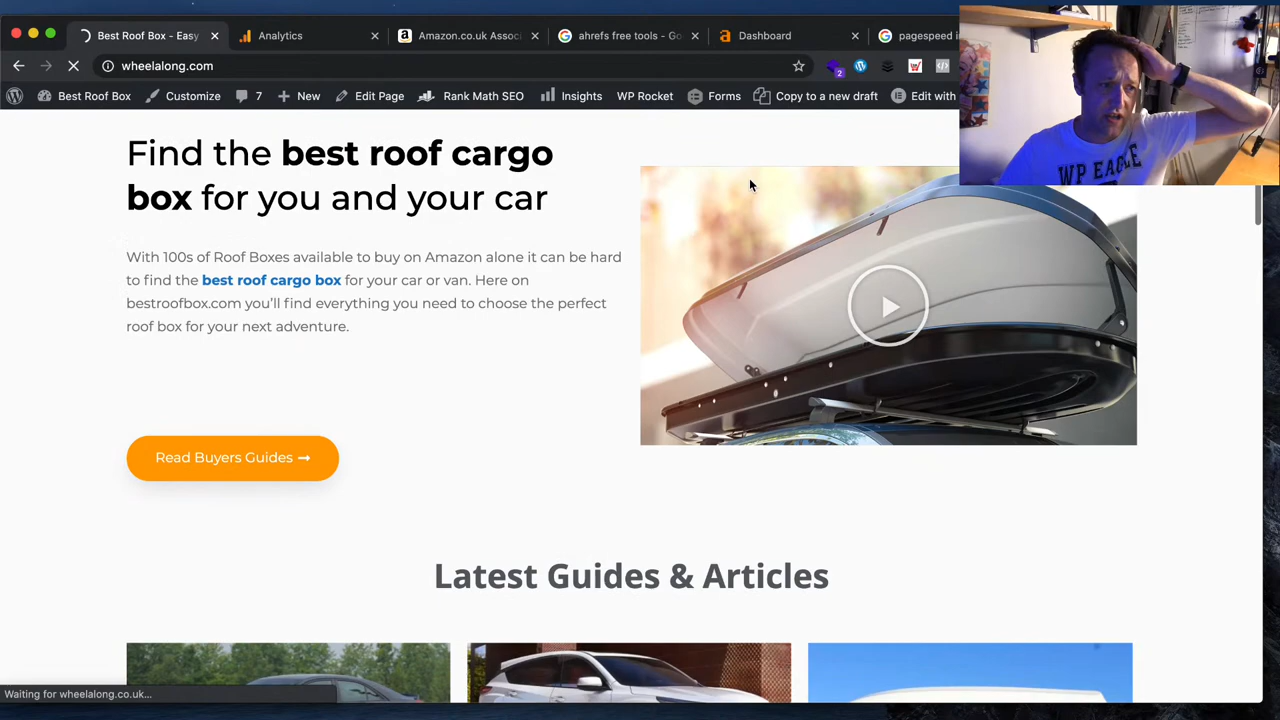 Best Roof Box - Easy
Analytics
Amazon.co.uk Associ
ahrefs free tools - Go
Dashboard
pagespeed i
wheelalong.com
2
Best Roof Box
Customize
7
New
Edit Page
Rank Math SEO
Insights
WP Rocket
Forms
Copy to a new draft
Edit with
WP EAGLE
Find the best roof cargo
box for you and your car
With 100s of Roof Boxes available to buy on Amazon alone it can be hard
to find the best roof cargo box for your car or van. Here on
bestroofbox.com you'll find everything you need to choose the perfect
roof box for your next adventure.
Read Buyers Guides →
Latest Guides & Articles
Waiting for wheelalong.co.uk...